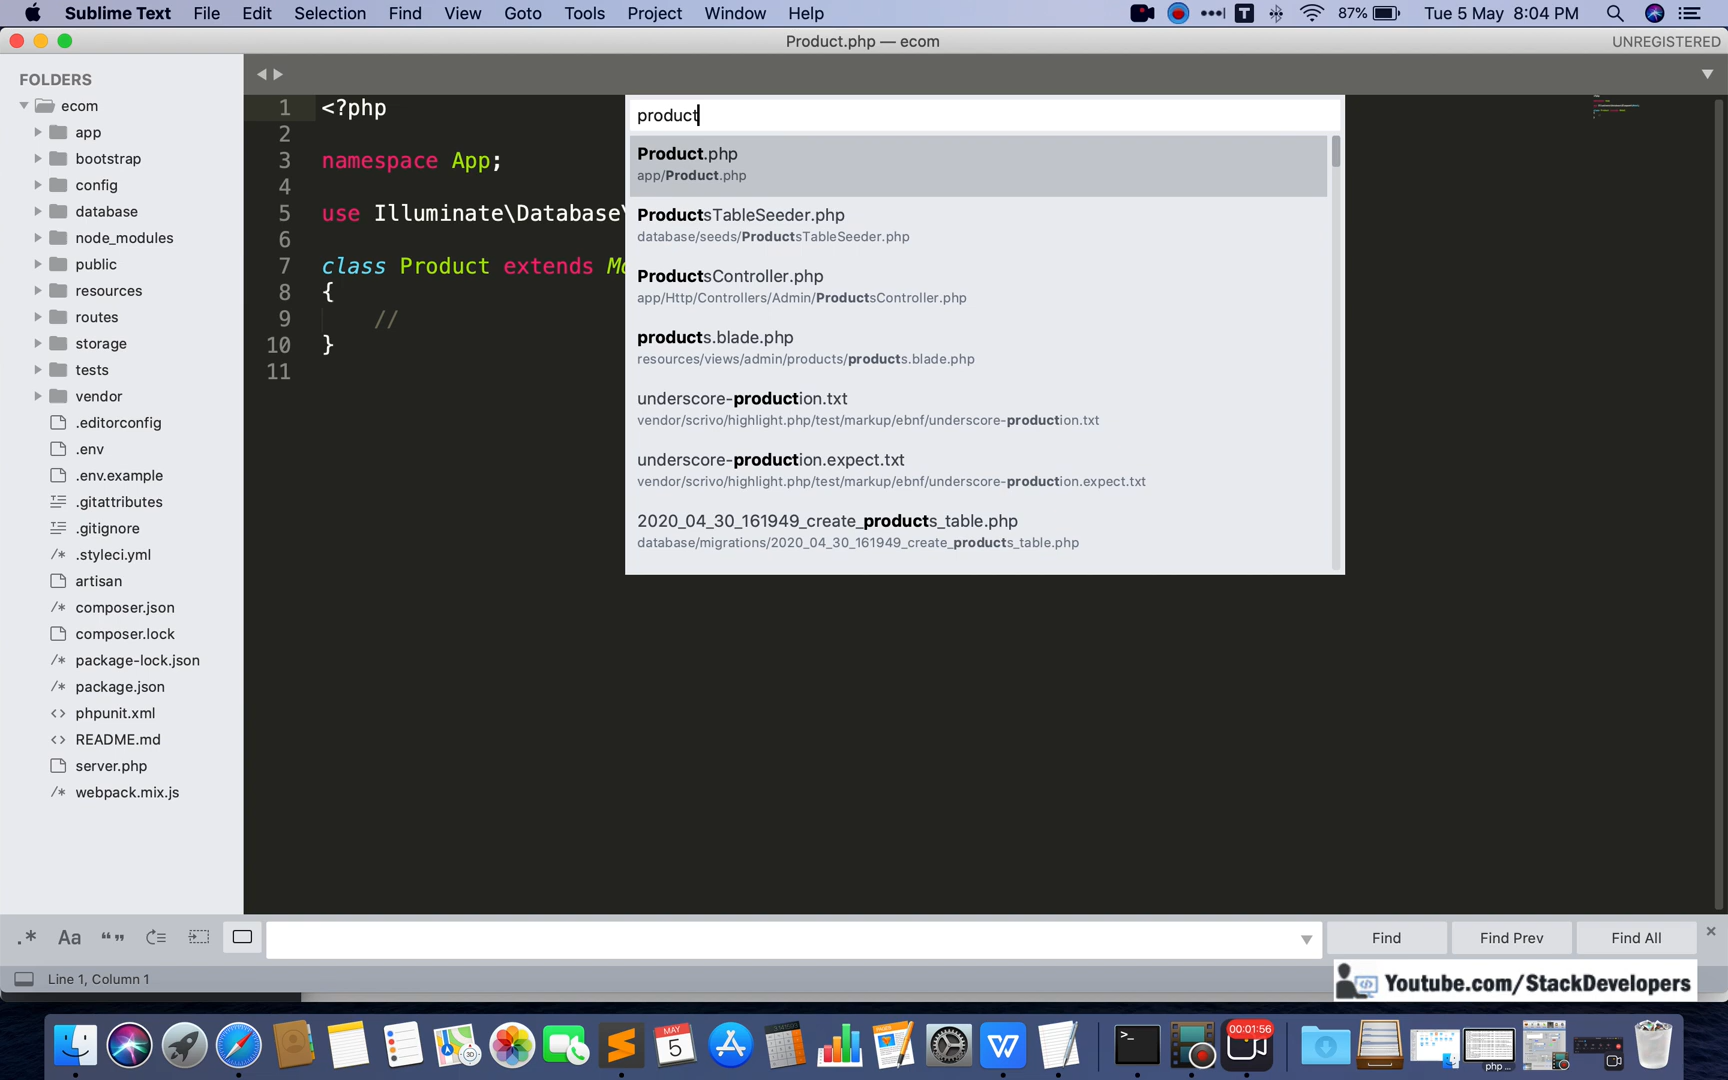 Sublime Text File Edit Selection Find View Goto Tools Project Window Help 87% Tue 5 May 8:04 PM
Product.php — ecom UNREGISTERED
FOLDERS
ecom
app
bootstrap
config
database
node_modules
public
resources
routes
storage
tests
vendor
.editorconfig
.env
.env.example
.gitattributes
.gitignore
.styleci.yml
artisan
composer.json
composer.lock
package-lock.json
package.json
phpunit.xml
README.md
server.php
webpack.mix.js
1 <?php
2
3 namespace App;
4
5 use Illuminate\Database\
6
7 class Product extends Mo
8 {
9 //
10 }
11
product
Product.php
app/Product.php
ProductsTableSeeder.php
database/seeds/ProductsTableSeeder.php
ProductsController.php
app/Http/Controllers/Admin/ProductsController.php
products.blade.php
resources/views/admin/products/products.blade.php
underscore-production.txt
vendor/scrivo/highlight.php/test/markup/ebnf/underscore-production.txt
underscore-production.expect.txt
vendor/scrivo/highlight.php/test/markup/ebnf/underscore-production.expect.txt
2020_04_30_161949_create_products_table.php
database/migrations/2020_04_30_161949_create_products_table.php
.* Aa “” Find Find Prev Find All
Line 1, Column 1
Youtube.com/StackDevelopers
MAY
5
00:01:56
php ...